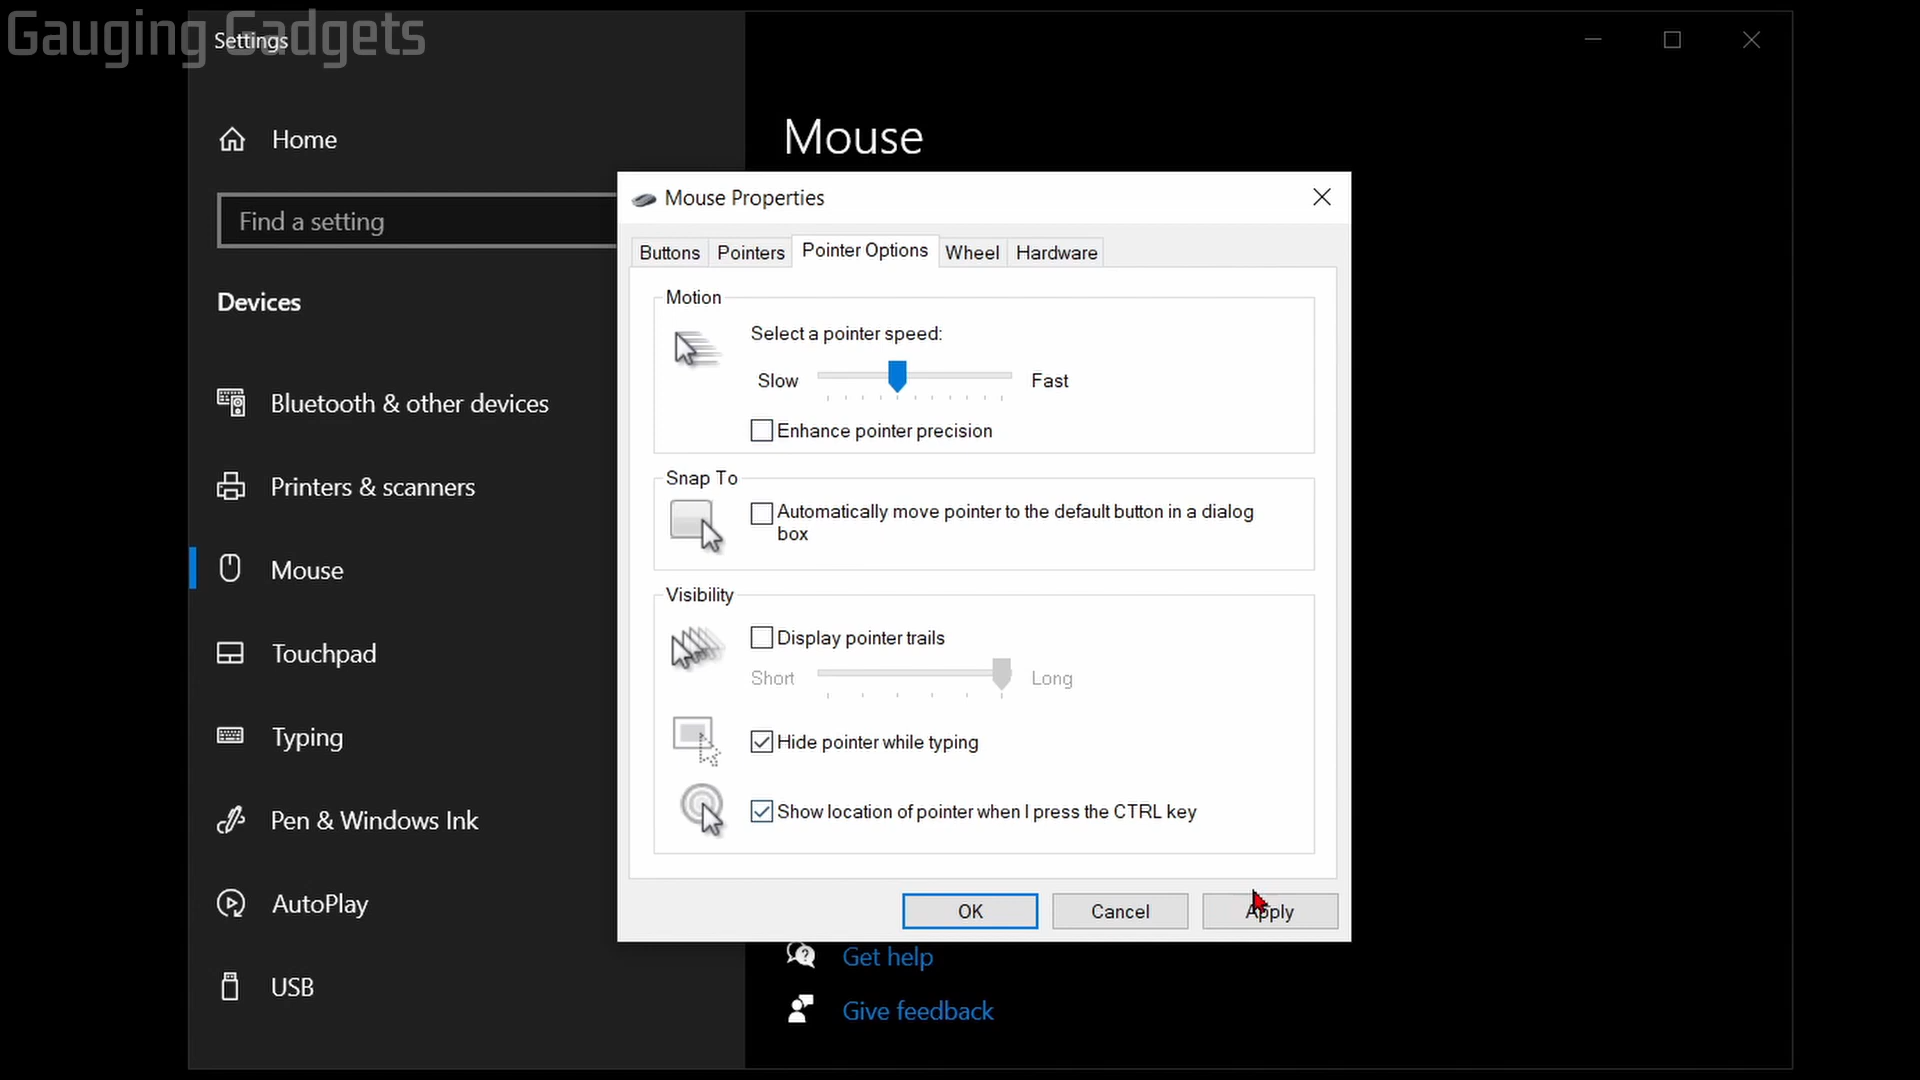 Gauging Gadgets
Settings
Home
Find a setting
Devices
Bluetooth & other devices
Printers & scanners
Mouse
Touchpad
Typing
Pen & Windows Ink
AutoPlay
USB
Mouse
Mouse Properties
Buttons Pointers Pointer Options Wheel Hardware
Motion
Select a pointer speed:
Slow Fast
Enhance pointer precision
Snap To
Automatically move pointer to the default button in a dialog
box
Visibility
Display pointer trails
Short Long
Hide pointer while typing
Show location of pointer when I press the CTRL key
OK Cancel Apply
Get help
Give feedback